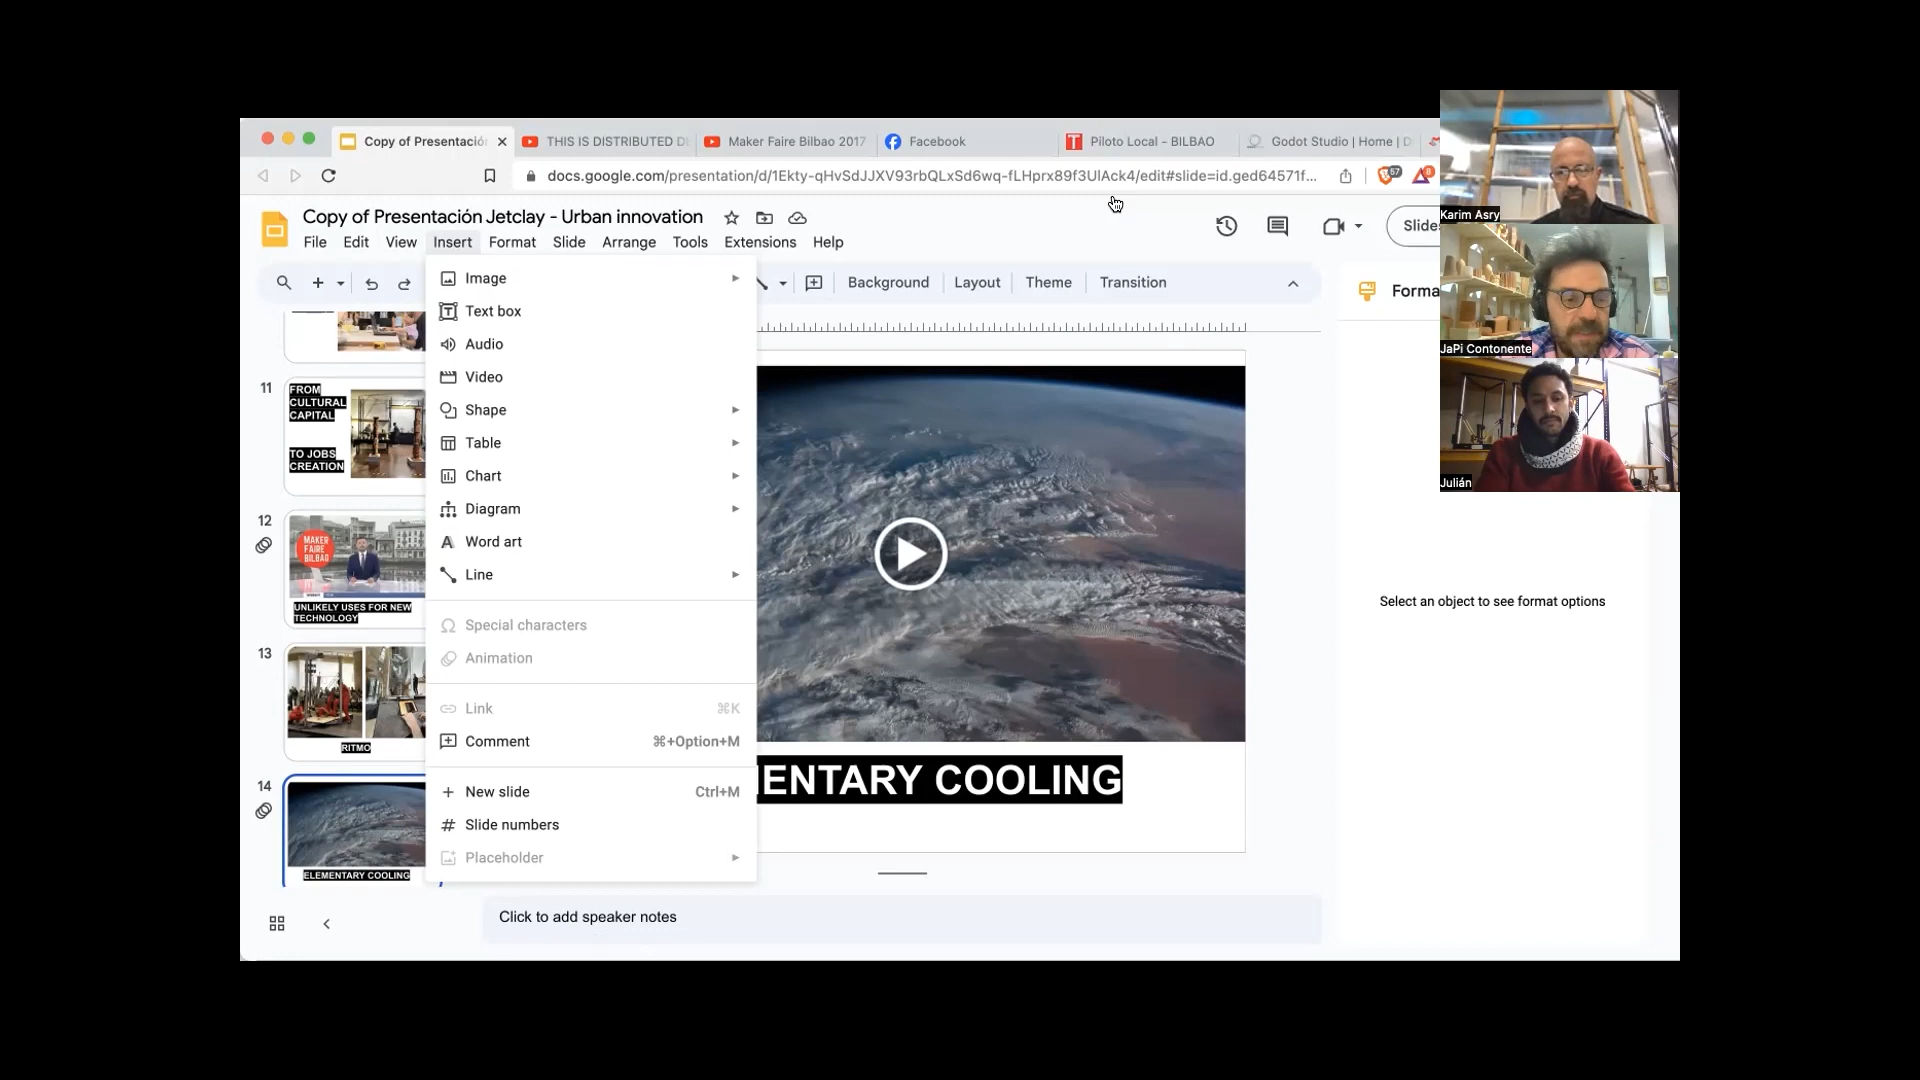 Copy of Presentació
THIS IS DISTRIBUTED D
Maker Faire Bilbao 2017
Facebook
Piloto Local - BILBAO
Godot Studio | Home | D
docs.google.com/presentation/d/1Ekty-qHvSdJJJXV93rbQLxSd6wq-fLHprx89f3UlAck4/edit#slide=id.ged64571f...
57
Copy of Presentación Jetclay - Urban innovation
File Edit View Insert Format Slide Arrange Tools Extensions Help
Slides
Background Layout Theme Transition
Forma
Image
Text box
Audio
Video
Shape
Table
Chart
Diagram
Word art
Line
Special characters
Animation
Link ⌘K
Comment ⌘+Option+M
New slide Ctrl+M
Slide numbers
Placeholder
11
FROM
CULTURAL
CAPITAL
TO JOBS
CREATION
12
MAKER
FAIRE
BILBAO
UNLIKELY USES FOR NEW
TECHNOLOGY
13
RITMO
14
ELEMENTARY COOLING
MENTARY COOLING
Click to add speaker notes
Select an object to see format options
Karim Asry
JaPi Contonente
Julián